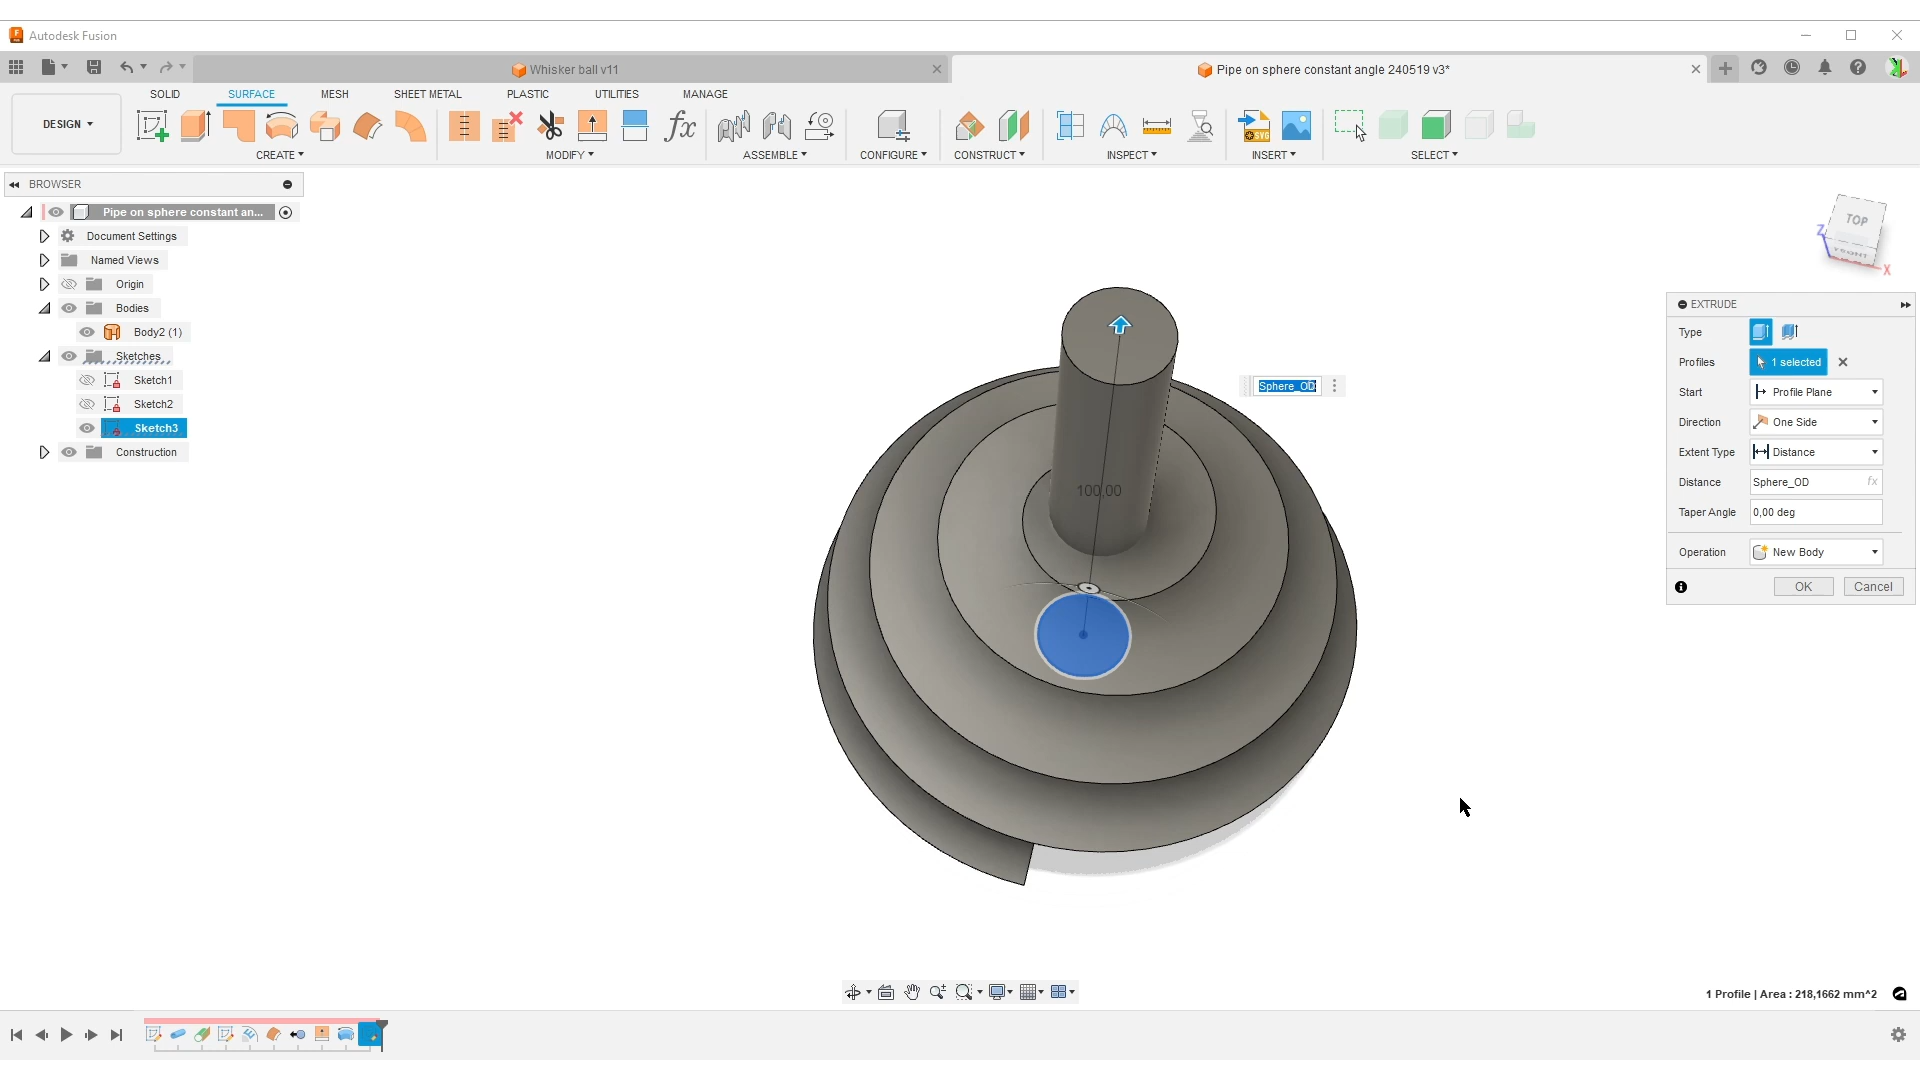 Autodesk Fusion
Whisker ball v11
Pipe on sphere constant angle 240519 v3*
DESIGN
SOLID
SURFACE
MESH
SHEET METAL
PLASTIC
UTILITIES
MANAGE
CREATE
MODIFY
ASSEMBLE
CONFIGURE
CONSTRUCT
INSPECT
INSERT
SELECT
BROWSER
Pipe on sphere constant an...
Document Settings
Named Views
Origin
Bodies
Body2 (1)
Sketches
Sketch1
Sketch2
Sketch3
Construction
100,00
Sphere_OD
TOP
FRONT
Z
X
EXTRUDE
Type
Profiles 1 selected
Start Profile Plane
Direction One Side
Extent Type Distance
Distance Sphere_OD fx
Taper Angle 0,00 deg
Operation New Body
OK Cancel
1 Profile | Area : 218,1662 mm^2